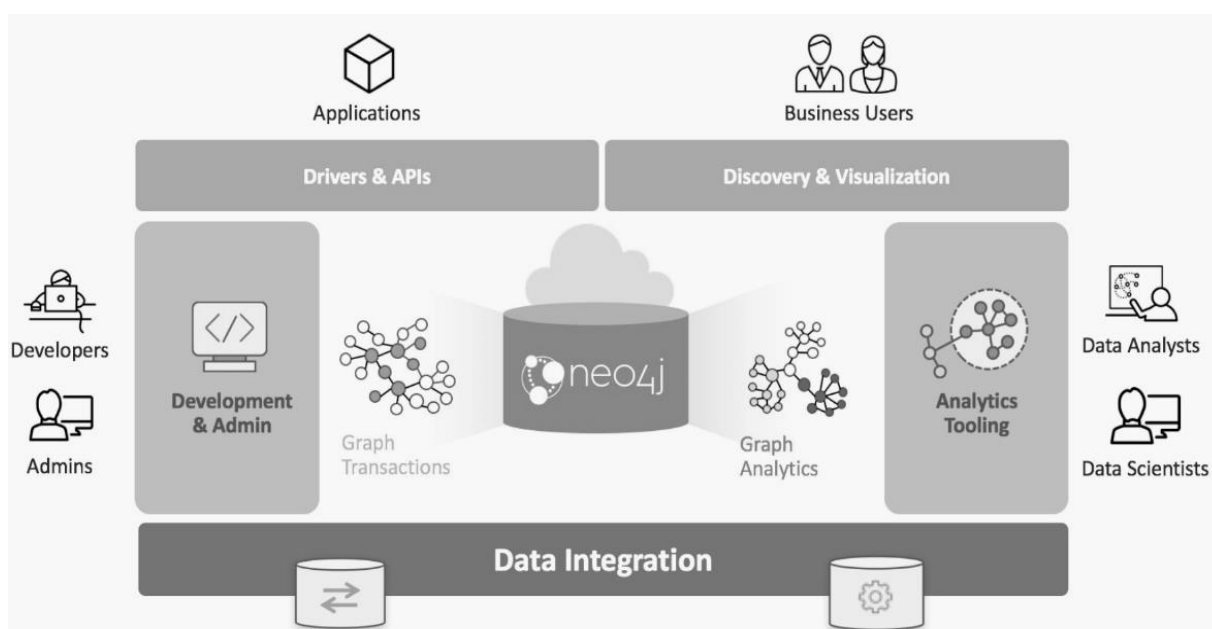 Applications
Business Users
Drivers & APIs
Discovery & Visualization
Developers
Admins
</>
Development
& Admin
Graph
Transactions
neo4j
Graph
Analytics
Analytics
Tooling
Data Analysts
Data Scientists
Data Integration